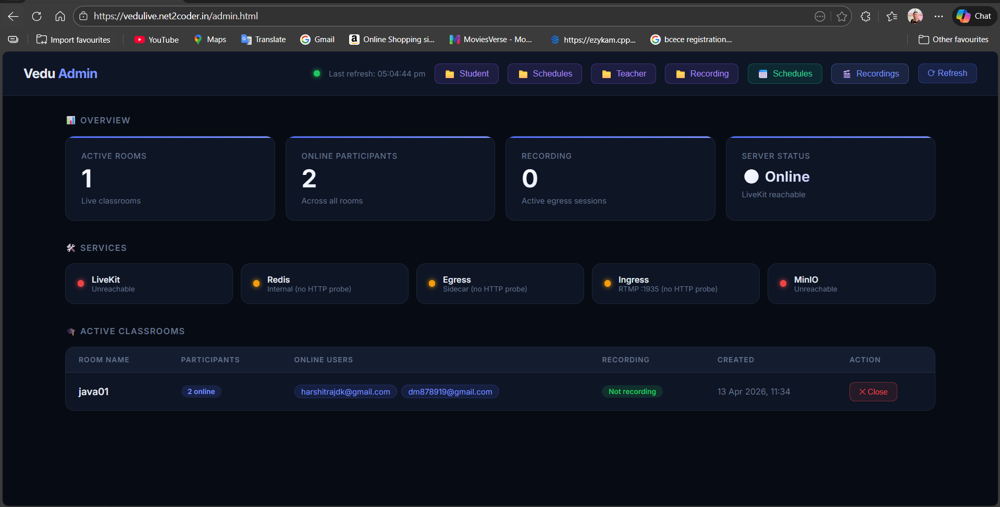 https://vedulive.net2coder.in/admin.html
Chat
Import favourites
YouTube
Maps
Translate
Gmail
Online Shopping si...
MoviesVerse - Mo...
https://ezykam.cpp...
bcece registration...
Other favourites
Vedu Admin
Last refresh: 05:04:44 pm
Student
Schedules
Teacher
Recording
Schedules
Recordings
Refresh
OVERVIEW
ACTIVE ROOMS
1
Live classrooms
ONLINE PARTICIPANTS
2
Across all rooms
RECORDING
0
Active egress sessions
SERVER STATUS
Online
LiveKit reachable
SERVICES
LiveKit
Unreachable
Redis
Internal (no HTTP probe)
Egress
Sidecar (no HTTP probe)
Ingress
RTMP :1935 (no HTTP probe)
MinIO
Unreachable
ACTIVE CLASSROOMS
ROOM NAME PARTICIPANTS ONLINE USERS RECORDING CREATED ACTION
java01 2 online harshitrajdk@gmail.com dm878919@gmail.com Not recording 13 Apr 2026, 11:34 Close